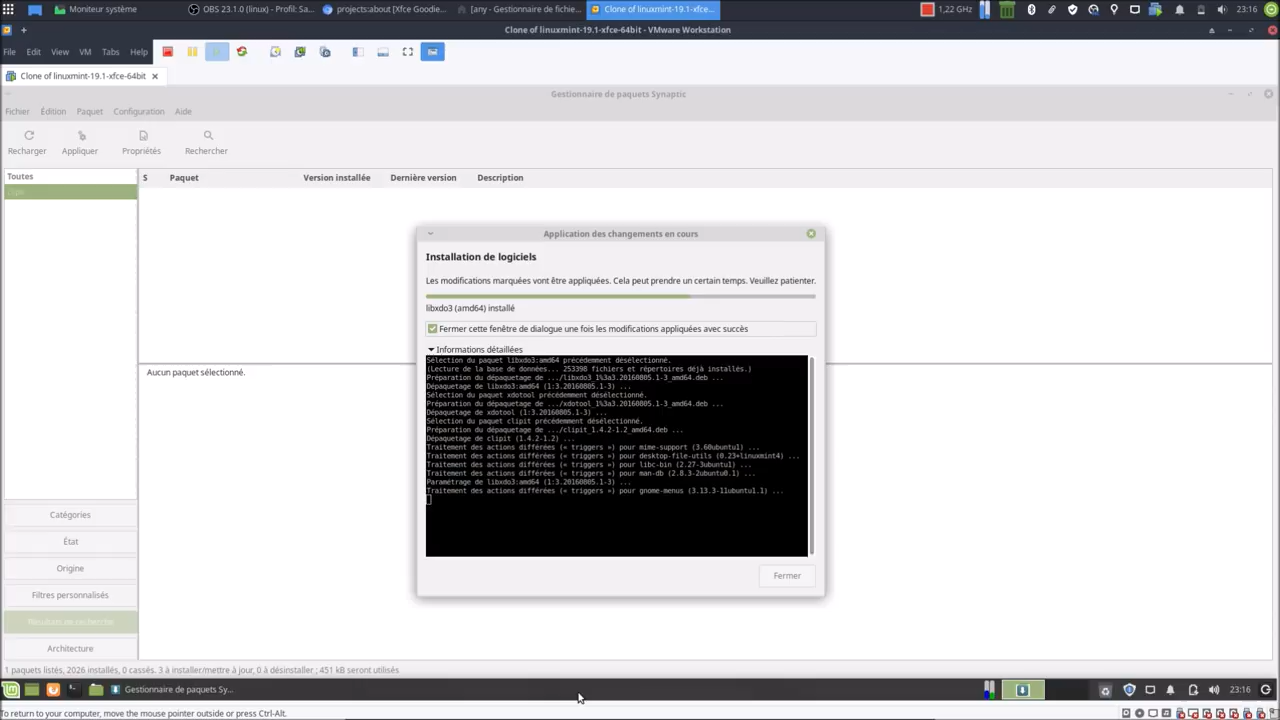 Moniteur système
OBS 23.1.0 (linux) - Profil: Sa...
projects:about [Xfce Goodie...
[any - Gestionnaire de fichie...
Clone of linuxmint-19.1-xfce...
1,22 GHz
23:16
Clone of linuxmint-19.1-xfce-64bit - VMware Workstation
File Edit View VM Tabs Help
Clone of linuxmint-19.1-xfce-64bit
Gestionnaire de paquets Synaptic
Fichier Édition Paquet Configuration Aide
Recharger Appliquer Propriétés Rechercher
Toutes
S Paquet Version installée Dernière version Description
Application des changements en cours
Installation de logiciels
Les modifications marquées vont être appliquées. Cela peut prendre un certain temps. Veuillez patienter.
libxdo3 (amd64) installé
Fermer cette fenêtre de dialogue une fois les modifications appliquées avec succès
Informations détaillées
Sélection du paquet libxdo3:amd64 précédemment désélectionné.
(Lecture de la base de données... 253398 fichiers et répertoires déjà installés.)
Préparation du dépaquetage de .../libxdo3_1%3a3.20160805.1-3_amd64.deb ...
Dépaquetage de libxdo3:amd64 (1:3.20160805.1-3) ...
Sélection du paquet xdotool précédemment désélectionné.
Préparation du dépaquetage de .../xdotool_1%3a3.20160805.1-3_amd64.deb ...
Dépaquetage de xdotool (1:3.20160805.1-3) ...
Sélection du paquet clipit précédemment désélectionné.
Préparation du dépaquetage de .../clipit_1.4.2-1.2_amd64.deb ...
Dépaquetage de clipit (1.4.2-1.2) ...
Traitement des actions différées (« triggers ») pour mime-support (3.60ubuntu1) ...
Traitement des actions différées (« triggers ») pour desktop-file-utils (0.23+linuxmint4) ...
Traitement des actions différées (« triggers ») pour libc-bin (2.27-3ubuntu1) ...
Traitement des actions différées (« triggers ») pour man-db (2.8.3-2ubuntu0.1) ...
Paramétrage de libxdo3:amd64 (1:3.20160805.1-3) ...
Traitement des actions différées (« triggers ») pour gnome-menus (3.13.3-11ubuntu1.1) ...
Fermer
Aucun paquet sélectionné.
Catégories
État
Origine
Filtres personnalisés
Résultats de recherche
Architecture
1 paquets listés, 2026 installés, 0 cassés. 3 à installer/mettre à jour, 0 à désinstaller ; 451 kB seront utilisés
Gestionnaire de paquets Sy...
23:16
To return to your computer, move the mouse pointer outside or press Ctrl-Alt.